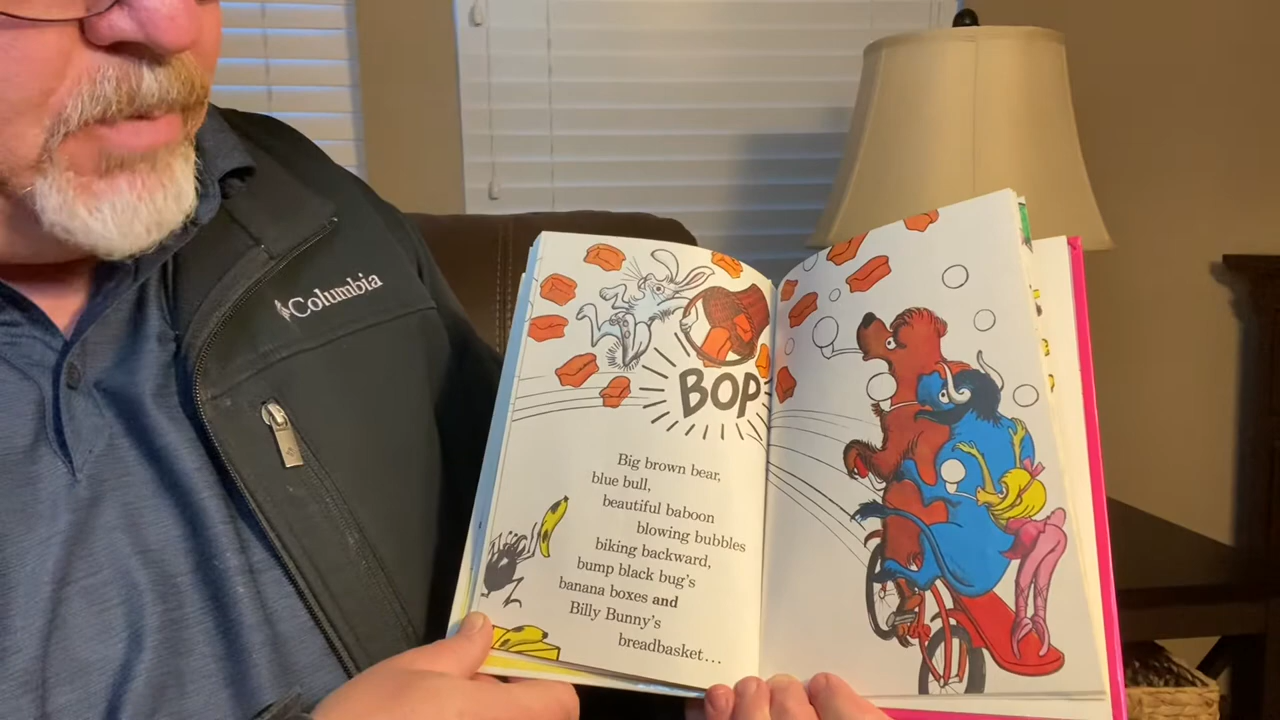 Columbia
BOP
Big brown bear,
blue bull,
beautiful baboon
blowing bubbles
biking backward,
bump black bug's
banana boxes and
Billy Bunny's
breadbasket...